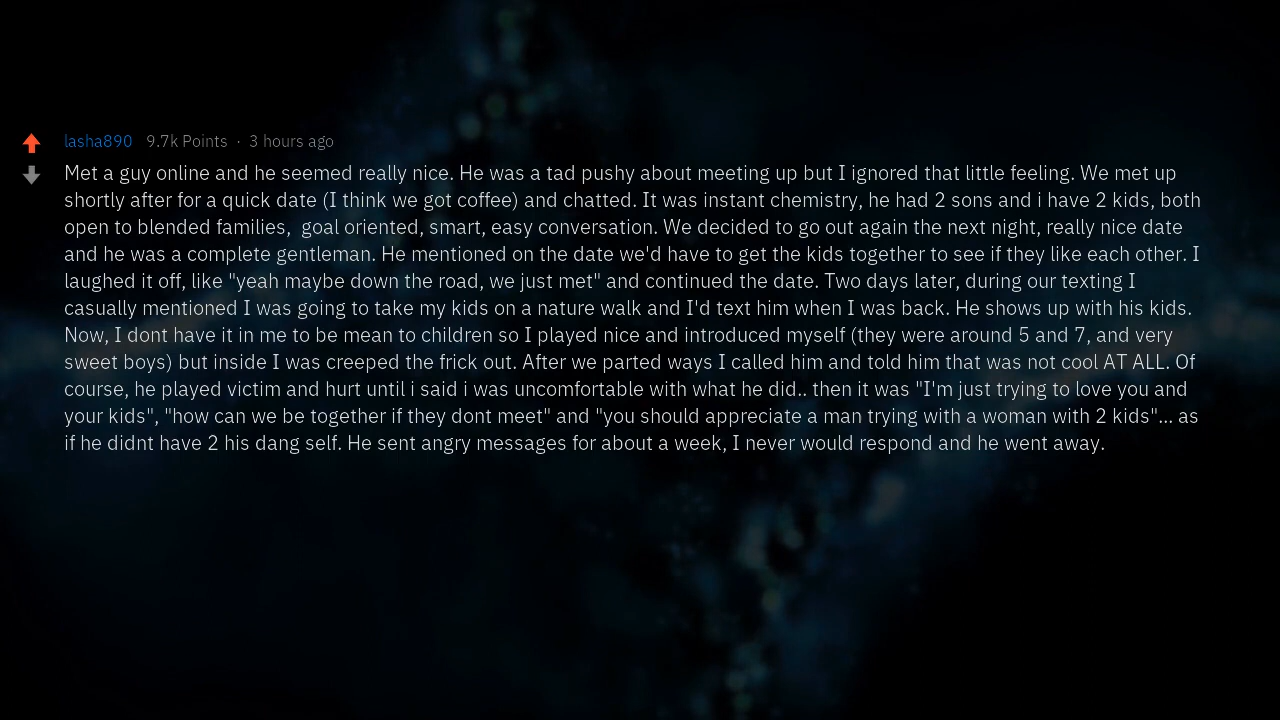 lasha890 9.7k Points · 3 hours ago
Met a guy online and he seemed really nice. He was a tad pushy about meeting up but I ignored that little feeling. We met up
shortly after for a quick date (I think we got coffee) and chatted. It was instant chemistry, he had 2 sons and i have 2 kids, both
open to blended families,  goal oriented, smart, easy conversation. We decided to go out again the next night, really nice date
and he was a complete gentleman. He mentioned on the date we'd have to get the kids together to see if they like each other. I
laughed it off, like "yeah maybe down the road, we just met" and continued the date. Two days later, during our texting I
casually mentioned I was going to take my kids on a nature walk and I'd text him when I was back. He shows up with his kids.
Now, I dont have it in me to be mean to children so I played nice and introduced myself (they were around 5 and 7, and very
sweet boys) but inside I was creeped the frick out. After we parted ways I called him and told him that was not cool AT ALL. Of
course, he played victim and hurt until i said i was uncomfortable with what he did.. then it was "I'm just trying to love you and
your kids", "how can we be together if they dont meet" and "you should appreciate a man trying with a woman with 2 kids"... as
if he didnt have 2 his dang self. He sent angry messages for about a week, I never would respond and he went away.